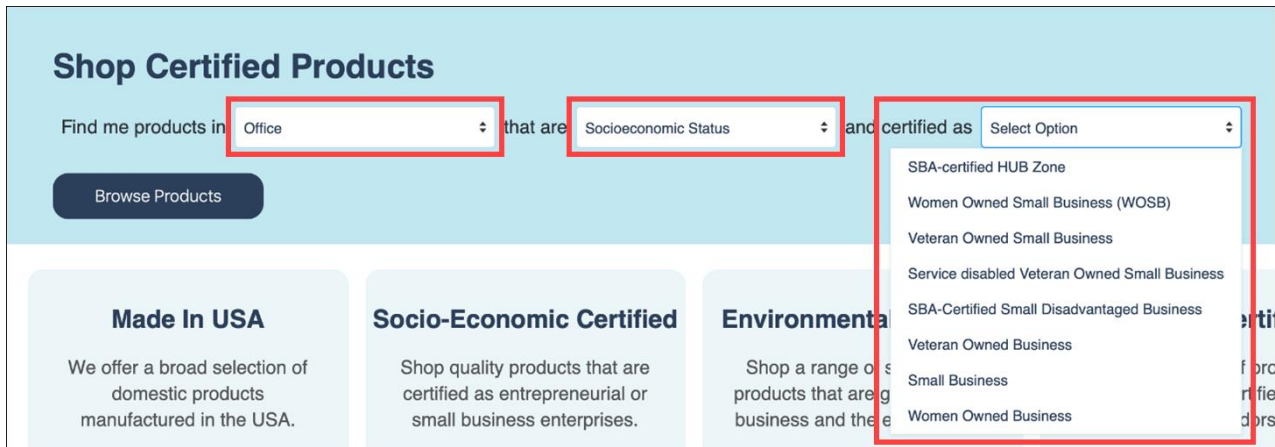 Shop Certified Products
Find me products in Office that are Socioeconomic Status and certified as Select Option
SBA-certified HUB Zone
Women Owned Small Business (WOSB)
Veteran Owned Small Business
Service disabled Veteran Owned Small Business
SBA-Certified Small Disadvantaged Business
Veteran Owned Business
Small Business
Women Owned Business
Browse Products
Made In USA
We offer a broad selection of
domestic products
manufactured in the USA.
Socio-Economic Certified
Shop quality products that are
certified as entrepreneurial or
small business enterprises.
Environmental
Shop a range of
products that are
business and the